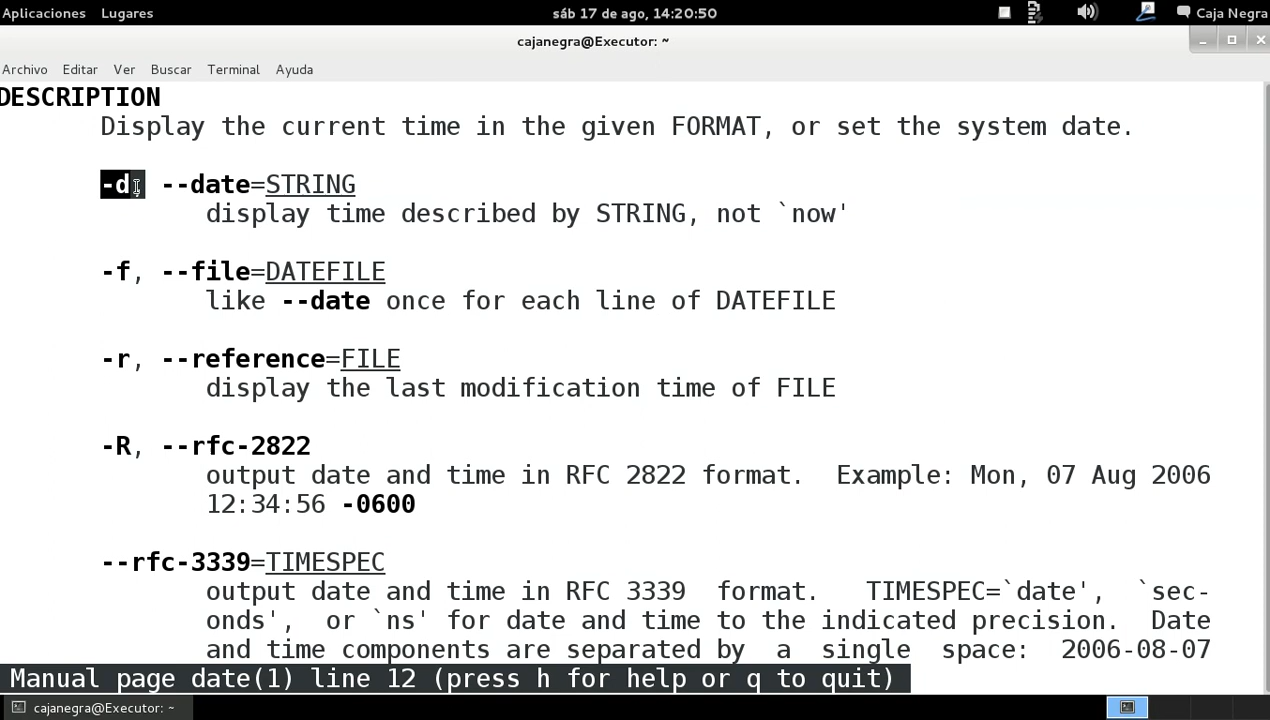 Aplicaciones Lugares sáb 17 de ago, 14:20:50 Caja Negra
cajanegra@Executor: ~
Archivo Editar Ver Buscar Terminal Ayuda
DESCRIPTION
Display the current time in the given FORMAT, or set the system date.
-d, --date=STRING
display time described by STRING, not `now'
-f, --file=DATEFILE
like --date once for each line of DATEFILE
-r, --reference=FILE
display the last modification time of FILE
-R, --rfc-2822
output date and time in RFC 2822 format. Example: Mon, 07 Aug 2006
12:34:56 -0600
--rfc-3339=TIMESPEC
output date and time in RFC 3339 format. TIMESPEC=`date', `sec-
onds', or `ns' for date and time to the indicated precision. Date
and time components are separated by a single space: 2006-08-07
Manual page date(1) line 12 (press h for help or q to quit)
cajanegra@Executor: ~